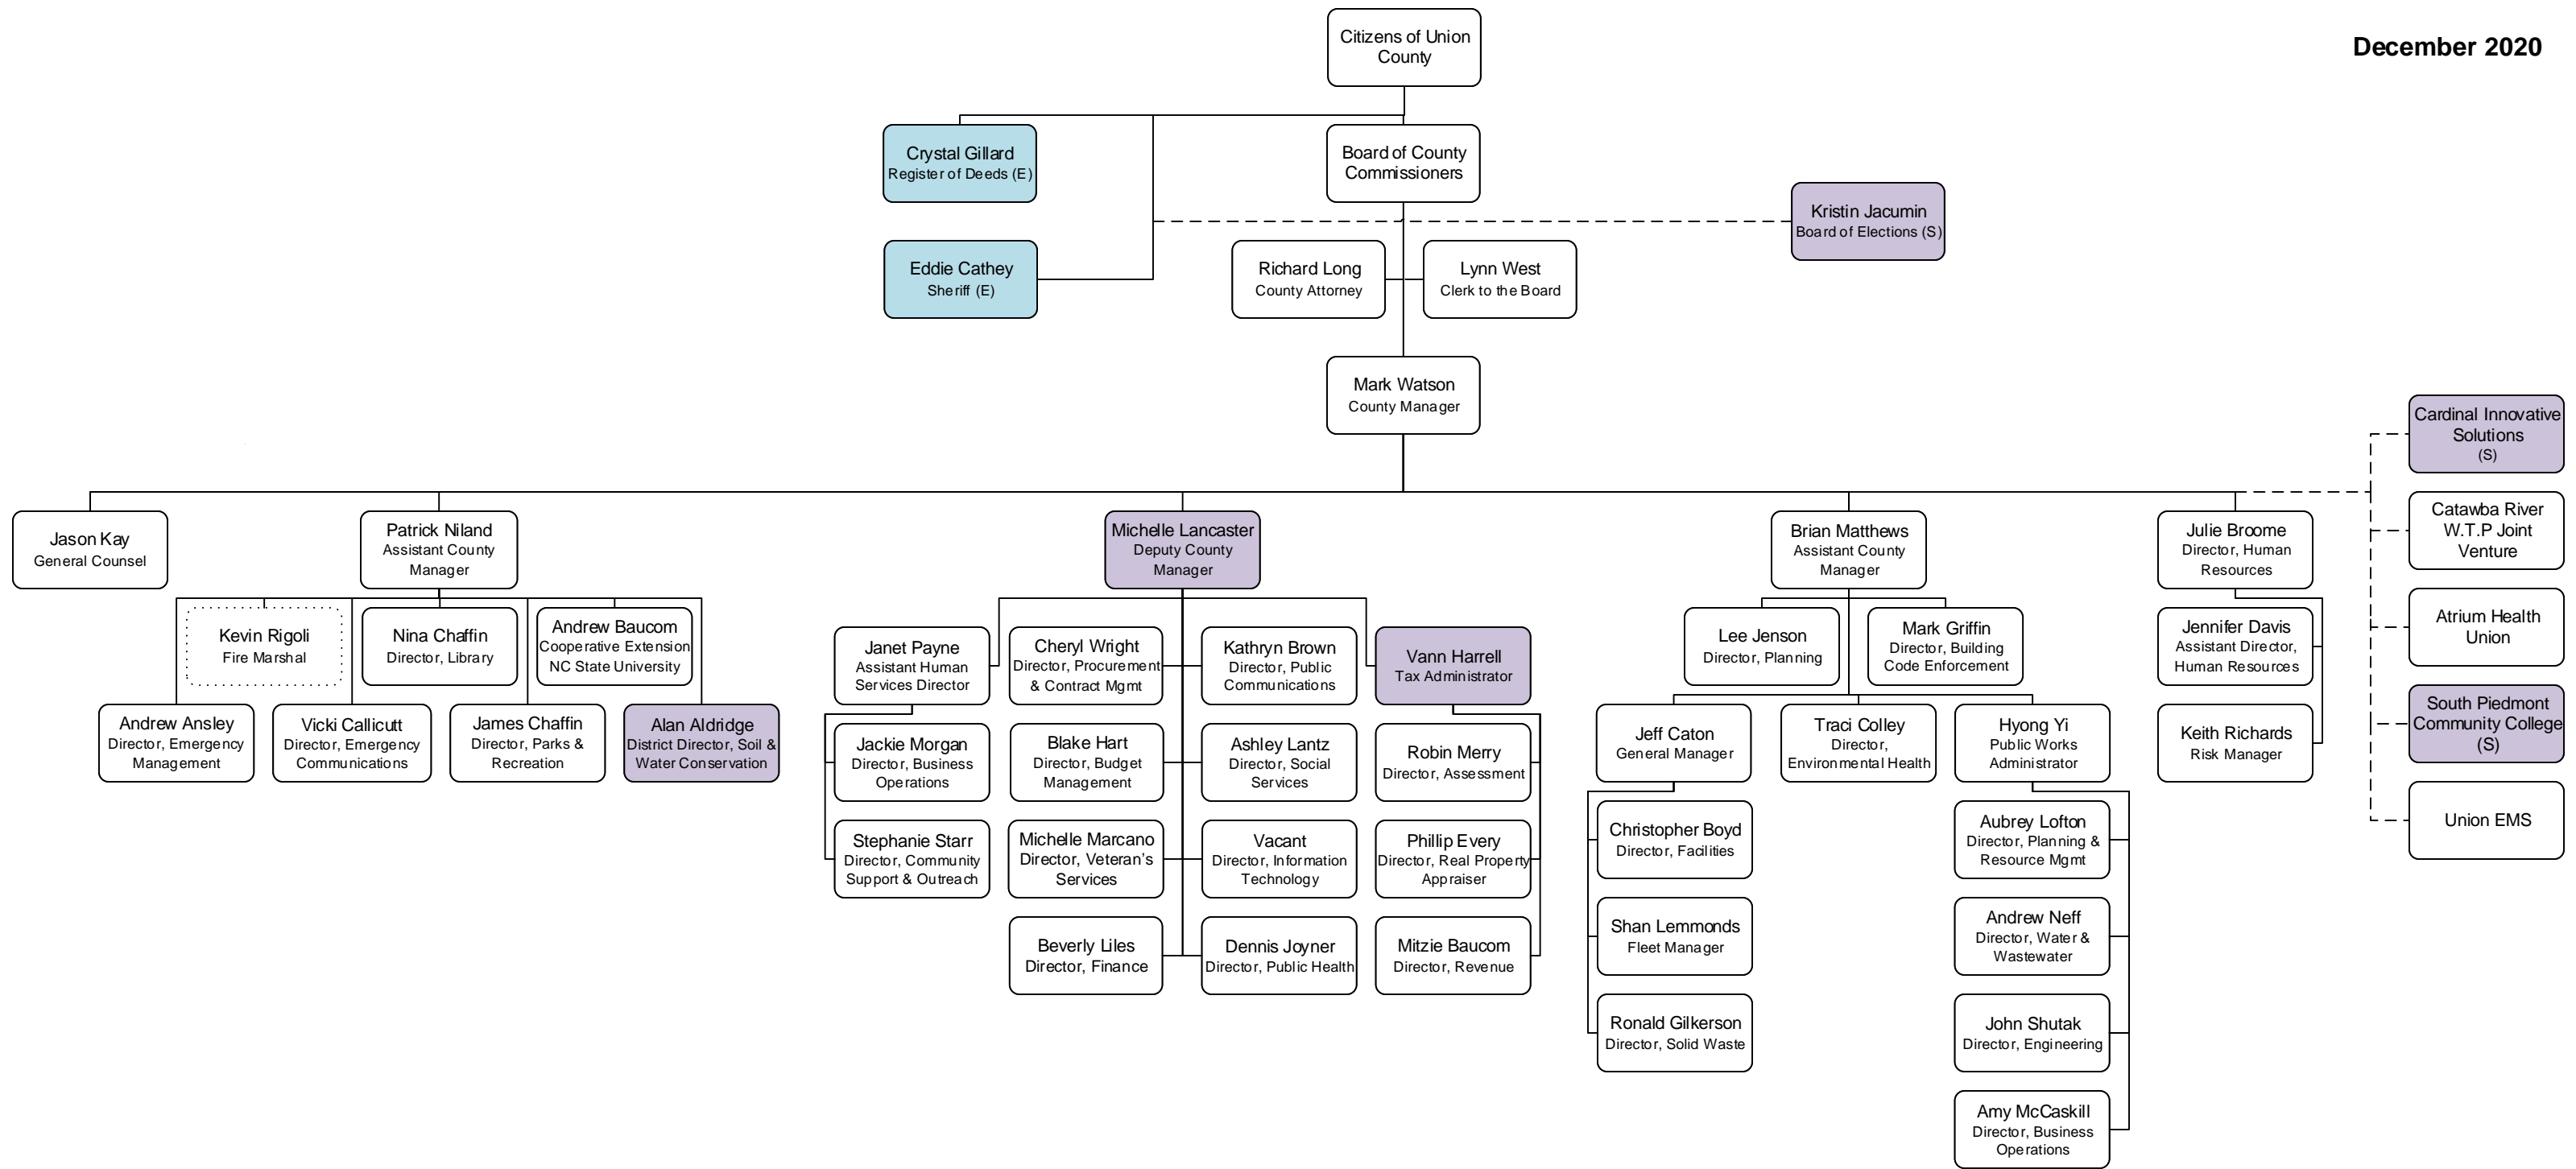 December 2020
Citizens of Union
County
Crystal Gillard
Register of Deeds (E)
Board of County
Commissioners
Kristin Jacumin
Board of Elections (S)
Eddie Cathey
Sheriff (E)
Richard Long
County Attorney
Lynn West
Clerk to the Board
Mark Watson
County Manager
Jason Kay
General Counsel
Patrick Niland
Assistant County
Manager
Michelle Lancaster
Deputy County
Manager
Brian Matthews
Assistant County
Manager
Julie Broome
Director, Human
Resources
Cardinal Innovative
Solutions
(S)
Catawba River
W.T.P Joint
Venture
Atrium Health
Union
South Piedmont
Community College
(S)
Union EMS
Kevin Rigoli
Fire Marshal
Nina Chaffin
Director, Library
Andrew Baucom
Cooperative Extension
NC State University
Andrew Ansley
Director, Emergency
Management
Vicki Callicutt
Director, Emergency
Communications
James Chaffin
Director, Parks &
Recreation
Alan Aldridge
District Director, Soil &
Water Conservation
Janet Payne
Assistant Human
Services Director
Jackie Morgan
Director, Business
Operations
Stephanie Starr
Director, Community
Support & Outreach
Cheryl Wright
Director, Procurement
& Contract Mgmt
Blake Hart
Director, Budget
Management
Michelle Marcano
Director, Veteran's
Services
Beverly Liles
Director, Finance
Kathryn Brown
Director, Public
Communications
Ashley Lantz
Director, Social
Services
Vacant
Director, Information
Technology
Dennis Joyner
Director, Public Health
Vann Harrell
Tax Administrator
Robin Merry
Director, Assessment
Phillip Every
Director, Real Property
Appraiser
Mitzie Baucom
Director, Revenue
Lee Jenson
Director, Planning
Mark Griffin
Director, Building
Code Enforcement
Jeff Caton
General Manager
Traci Colley
Director,
Environmental Health
Hyong Yi
Public Works
Administrator
Christopher Boyd
Director, Facilities
Shan Lemmonds
Fleet Manager
Ronald Gilkerson
Director, Solid Waste
Aubrey Lofton
Director, Planning &
Resource Mgmt
Andrew Neff
Director, Water &
Wastewater
John Shutak
Director, Engineering
Amy McCaskill
Director, Business
Operations
Jennifer Davis
Assistant Director,
Human Resources
Keith Richards
Risk Manager